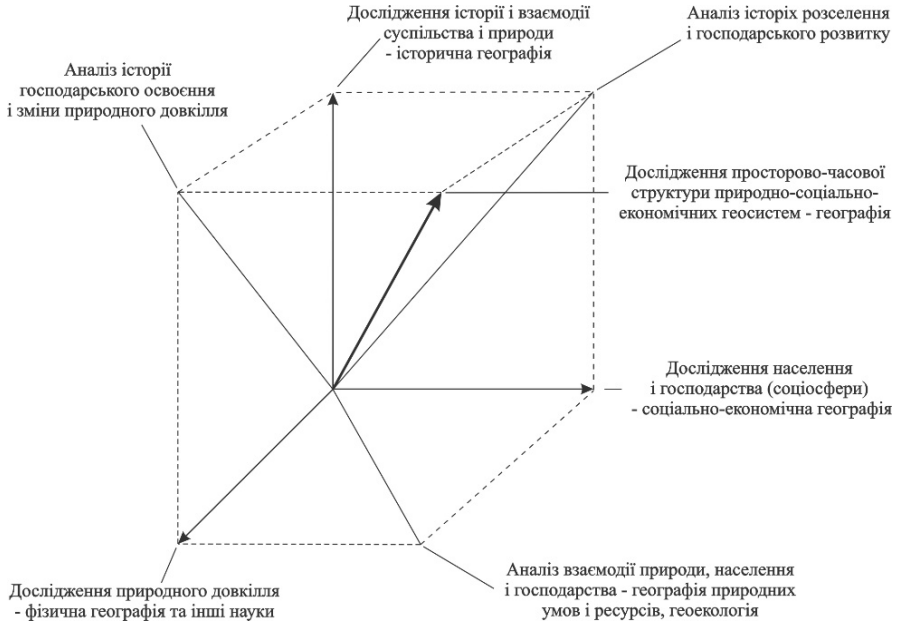 Дослідження історії і взаємодії
суспільства і природи
- історична географія
Аналіз історіх розселення
і господарського розвитку
Аналіз історії
господарського освоєння
і зміни природного довкілля
Дослідження просторово-часової
структури природно-соціально-
економічних геосистем - географія
Дослідження населення
і господарства (соціосфери)
- соціально-економічна географія
Дослідження природного довкілля
- фізична географія та інші науки
Аналіз взаємодії природи, населення
і господарства - географія природних
умов і ресурсів, геоекологія